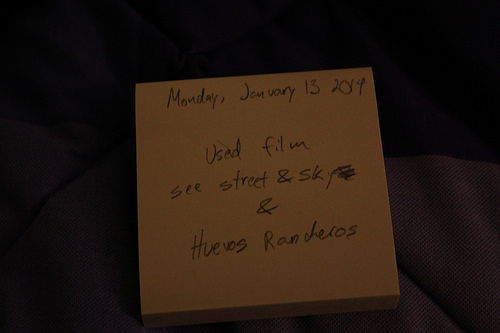 Monday, January 13 2014
Used film
see street & sky
&
Huevos Rancheros